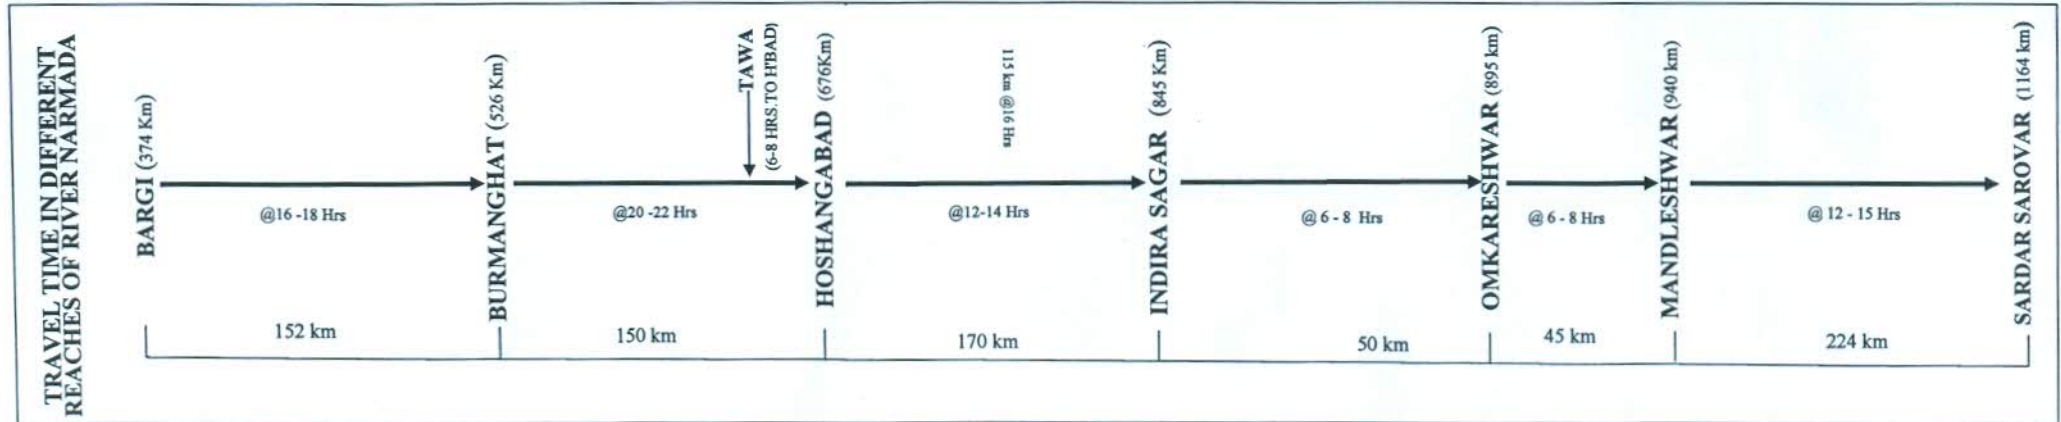 TRAVEL TIME IN DIFFERENT
REACHES OF RIVER NARMADA
BARGI (374 Km)
@16 -18 Hrs
152 km
BURMANGHAT (526 Km)
@20 -22 Hrs
150 km
TAWA
(6-8 HRS.TO H'BAD)
HOSHANGABAD (676Km)
115 km @16 Hrs
@12-14 Hrs
170 km
INDIRA SAGAR (845 Km)
@ 6 - 8 Hrs
50 km
OMKARESHWAR (895 km)
@ 6 - 8 Hrs
45 km
MANDLESHWAR (940 km)
@ 12 - 15 Hrs
224 km
SARDAR SAROVAR (1164 km)